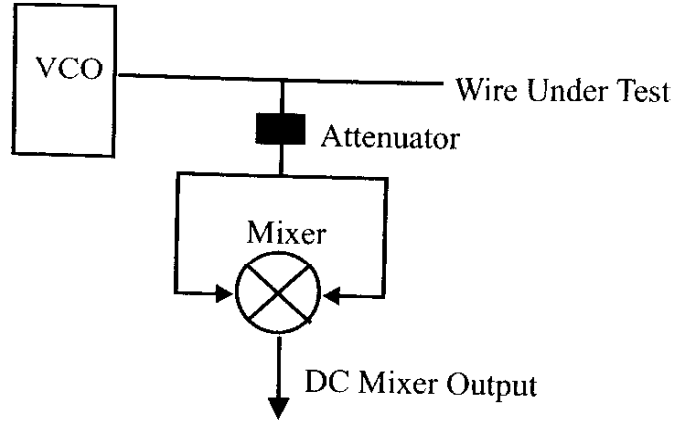 VCO
Wire Under Test
Attenuator
Mixer
DC Mixer Output